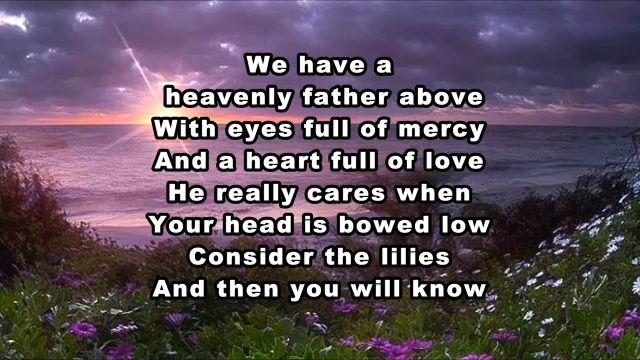 We have a
heavenly father above
With eyes full of mercy
And a heart full of love
He really cares when
Your head is bowed low
Consider the lilies
And then you will know